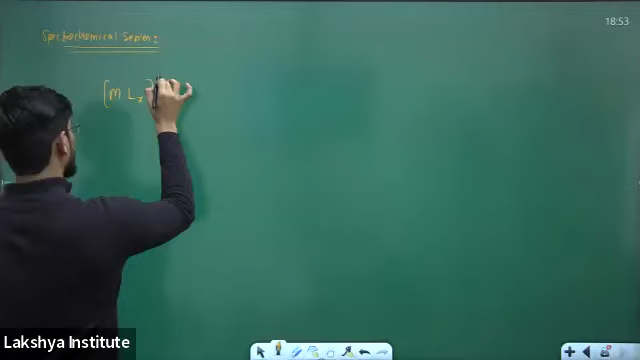 18:53
Spectrochemical Series:
[M Lx]
Lakshya Institute